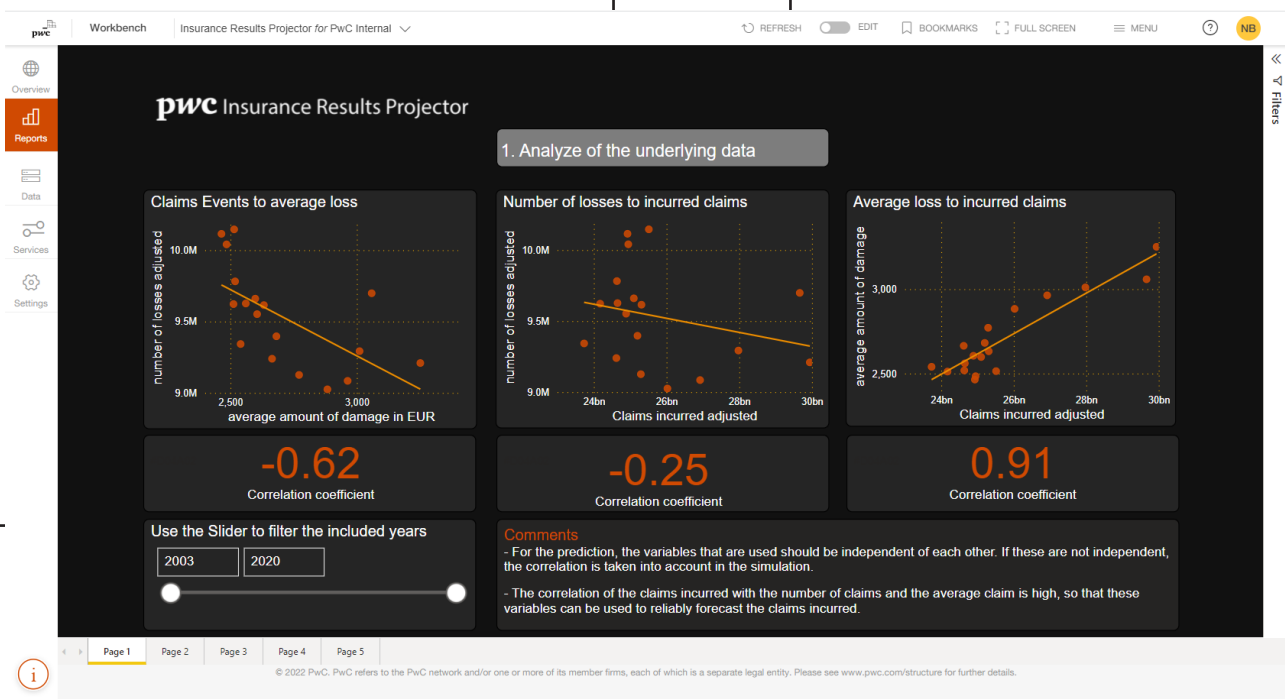 pwc
Workbench
Insurance Results Projector for PwC Internal
REFRESH
EDIT
BOOKMARKS
FULL SCREEN
MENU
?
NB
Overview
Reports
Data
Services
Settings
Filters
pwc Insurance Results Projector
1. Analyze of the underlying data
Claims Events to average loss
number of losses adjusted
10.0M
9.5M
9.0M
2,500
3,000
average amount of damage in EUR
Number of losses to incurred claims
number of losses adjusted
10.0M
9.5M
9.0M
24bn
26bn
28bn
30bn
Claims incurred adjusted
Average loss to incurred claims
average amount of damage
3,000
2,500
24bn
26bn
28bn
30bn
Claims incurred adjusted
-0.62
Correlation coefficient
-0.25
Correlation coefficient
0.91
Correlation coefficient
Use the Slider to filter the included years
2003
2020
Comments
- For the prediction, the variables that are used should be independent of each other. If these are not independent,
the correlation is taken into account in the simulation.
- The correlation of the claims incurred with the number of claims and the average claim is high, so that these
variables can be used to reliably forecast the claims incurred.
Page 1
Page 2
Page 3
Page 4
Page 5
i
© 2022 PwC. PwC refers to the PwC network and/or one or more of its member firms, each of which is a separate legal entity. Please see www.pwc.com/structure for further details.